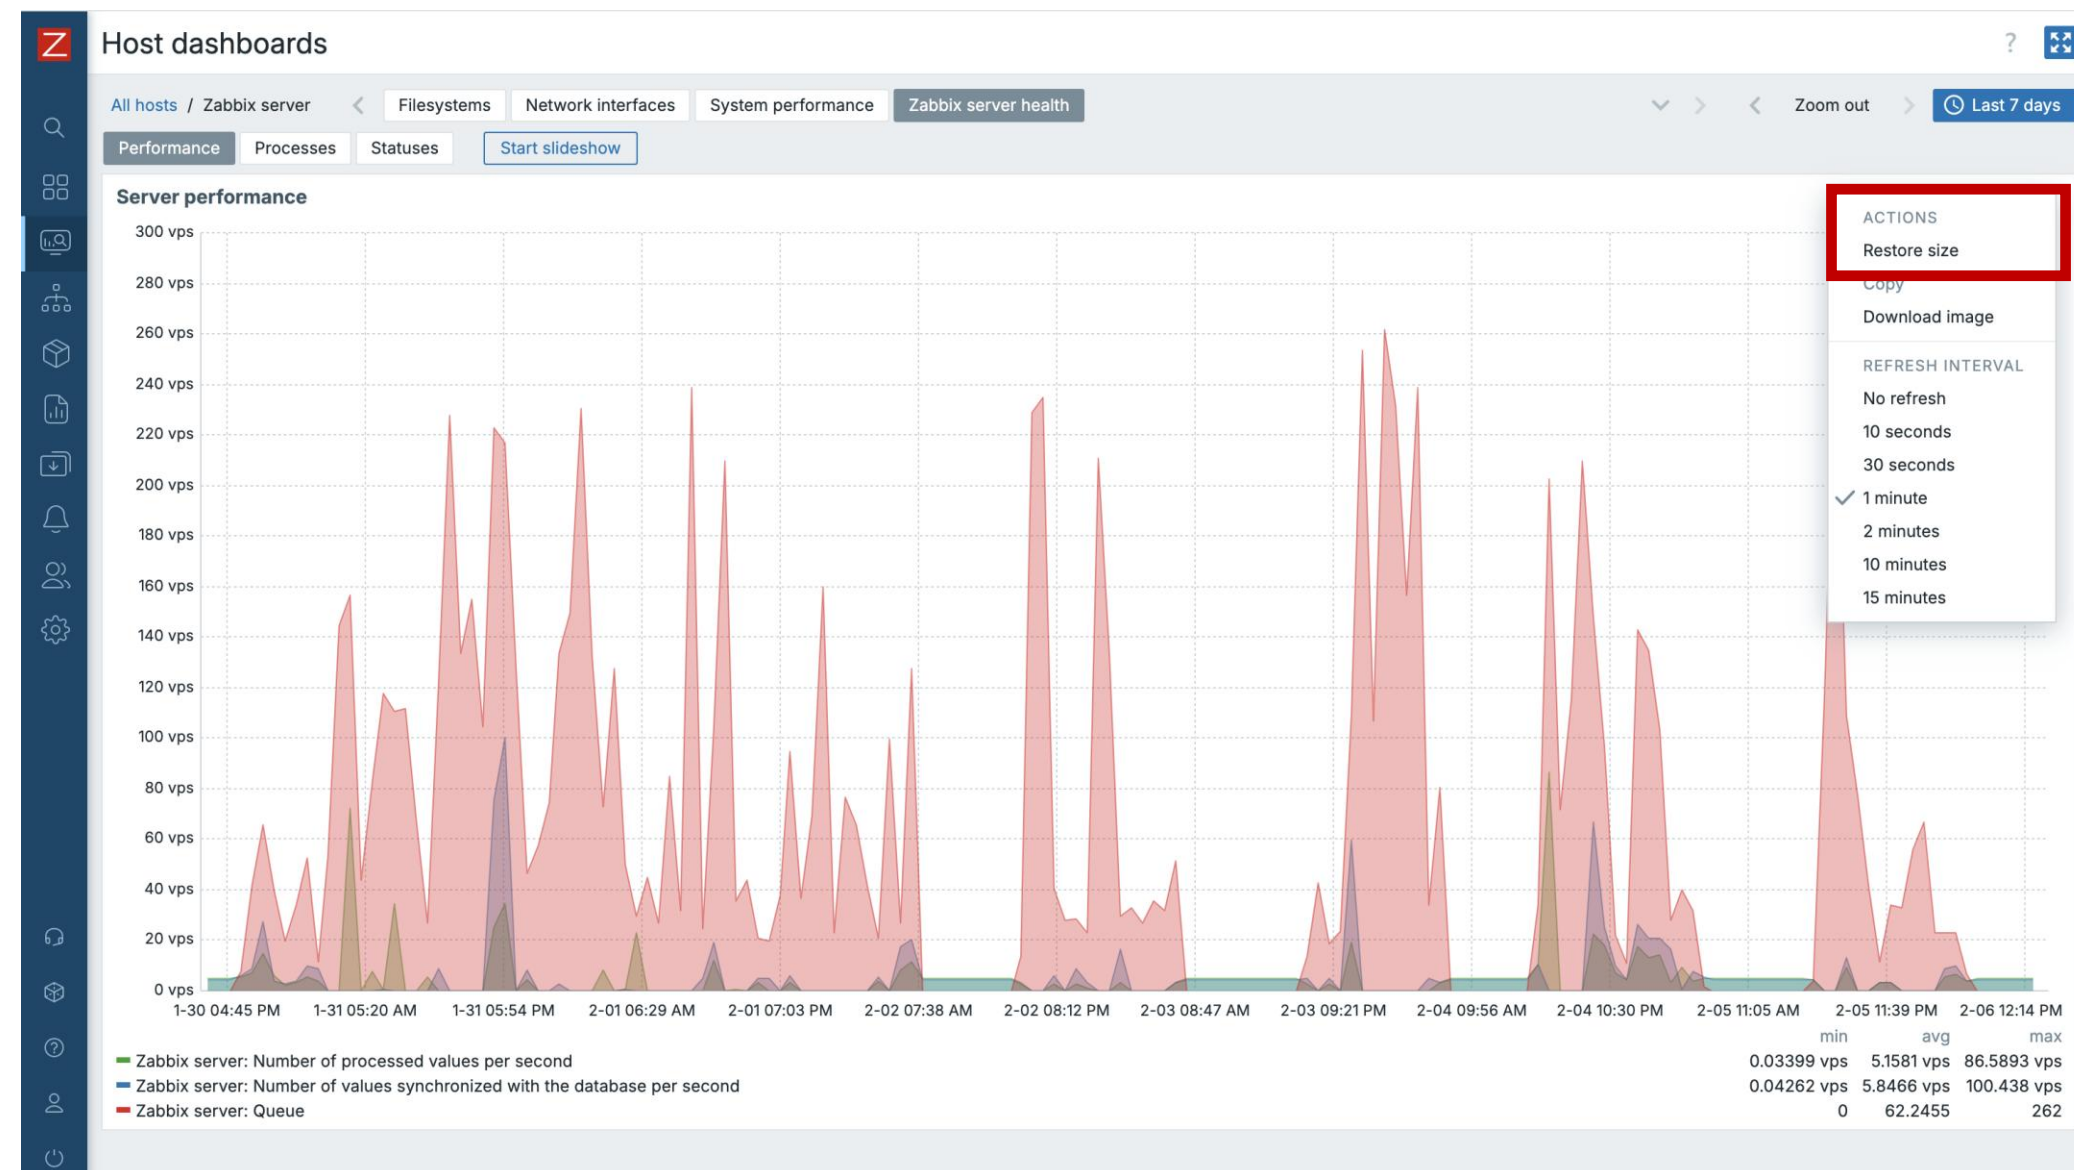 Z
Host dashboards
?
All hosts / Zabbix server
Filesystems
Network interfaces
System performance
Zabbix server health
Zoom out
Last 7 days
Performance
Processes
Statuses
Start slideshow
Server performance
300 vps
280 vps
260 vps
240 vps
220 vps
200 vps
180 vps
160 vps
140 vps
120 vps
100 vps
80 vps
60 vps
40 vps
20 vps
0 vps
ACTIONS
Restore size
Copy
Download image
REFRESH INTERVAL
No refresh
10 seconds
30 seconds
1 minute
2 minutes
10 minutes
15 minutes
1-30 04:45 PM
1-31 05:20 AM
1-31 05:54 PM
2-01 06:29 AM
2-01 07:03 PM
2-02 07:38 AM
2-02 08:12 PM
2-03 08:47 AM
2-03 09:21 PM
2-04 09:56 AM
2-04 10:30 PM
2-05 11:05 AM
2-05 11:39 PM
2-06 12:14 PM
min avg max
Zabbix server: Number of processed values per second 0.03399 vps 5.1581 vps 86.5893 vps
Zabbix server: Number of values synchronized with the database per second 0.04262 vps 5.8466 vps 100.438 vps
Zabbix server: Queue 0 62.2455 262